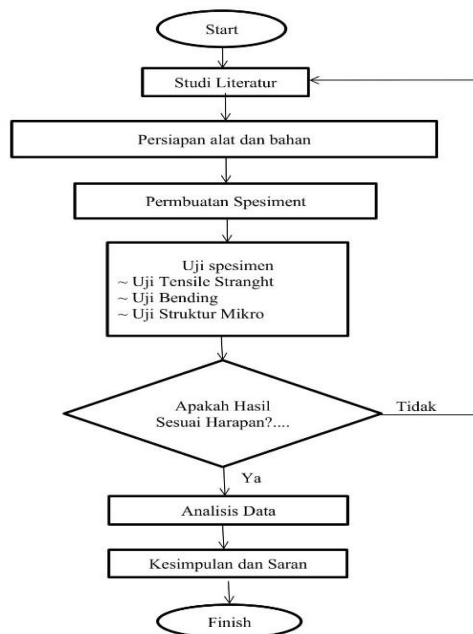 Start
Studi Literatur
Persiapan alat dan bahan
Permbuatan Spesiment
Uji spesimen
~ Uji Tensile Stranght
~ Uji Bending
~ Uji Struktur Mikro
Apakah Hasil
Sesuai Harapan?....
Tidak
Ya
Analisis Data
Kesimpulan dan Saran
Finish